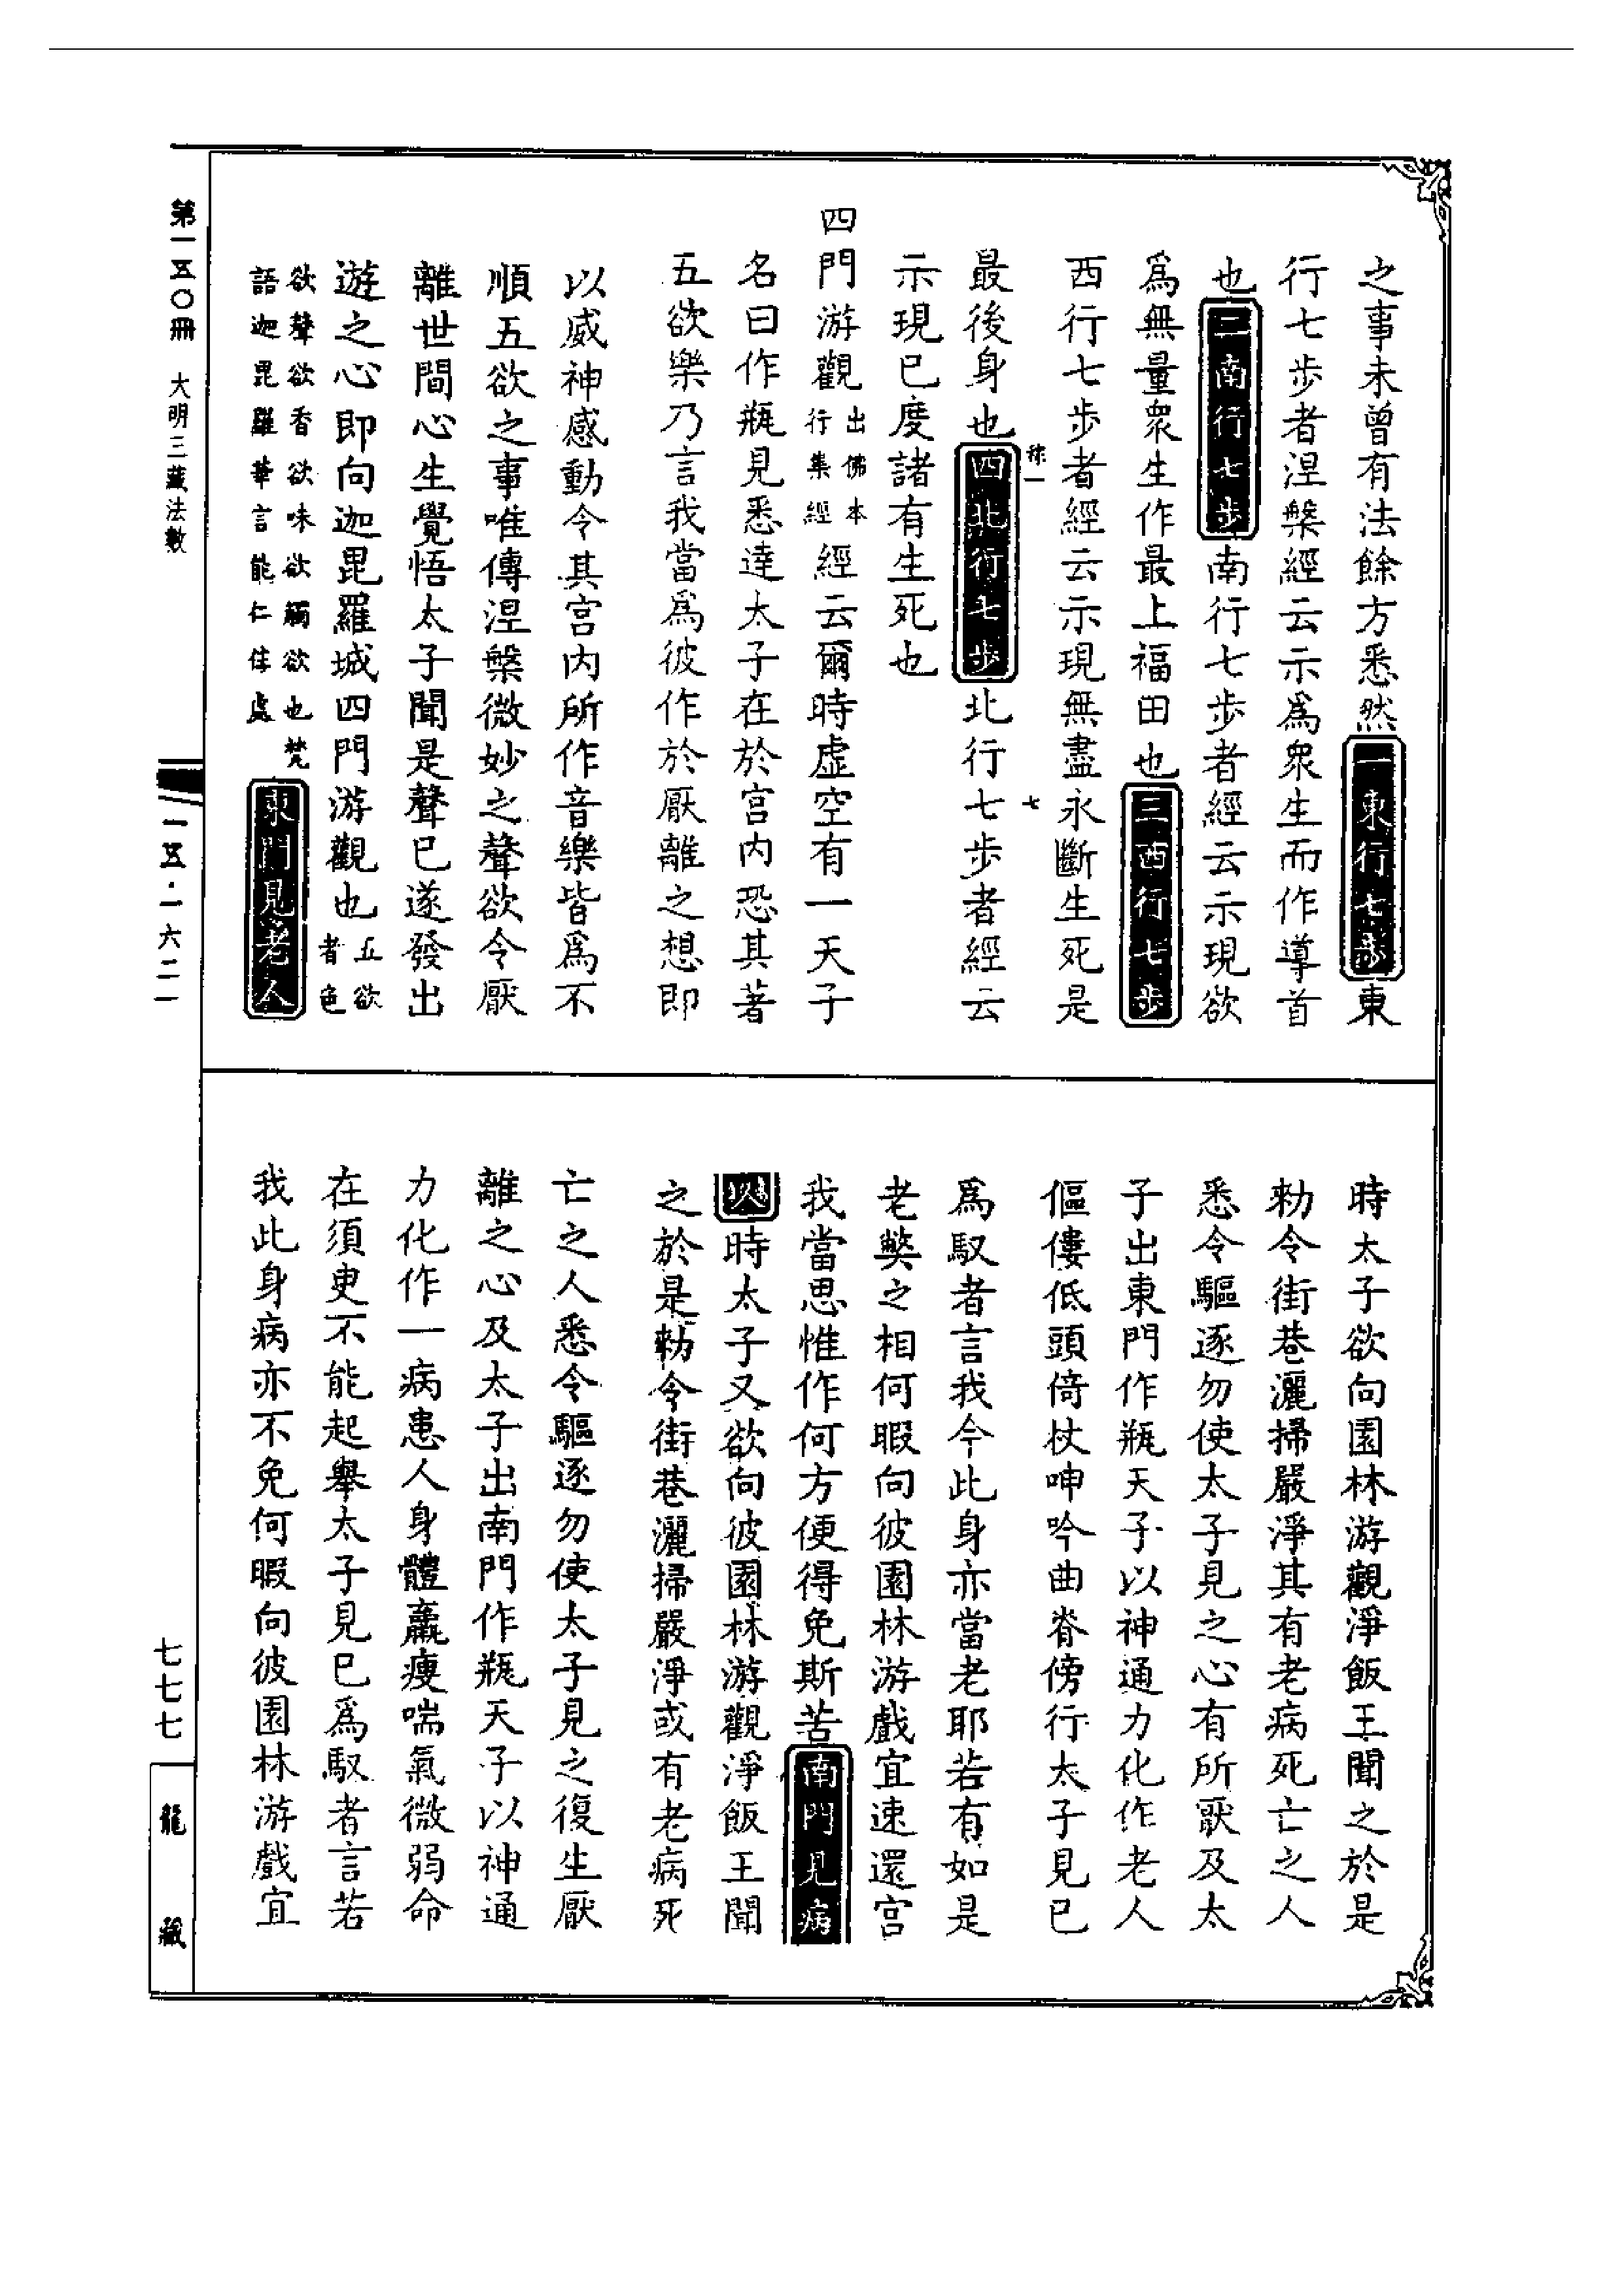 之事未曾有法餘方悉然一東行七步東
行七步者涅槃經云示爲衆生而作導首
也二南行七步南行七步者經云示現欲
爲無量衆生作最上福田也三西行七步
西行七步者經云示現無盡永斷生死是
最後身也四北行七步北行七步者經云
示現已度諸有生死也
四門游觀出佛本行集經經云爾時虛空有一天子
名曰作瓶見悉達太子在於宮內恐其著
五欲樂乃言我當爲彼作於厭離之想即
以威神感動令其宮內所作音樂皆爲不
順五欲之事唯傳涅槃微妙之聲欲令厭
離世間心生覺悟太子聞是聲已遂發出
遊之心即向迦毘羅城四門游觀也五欲者色
欲聲欲香欲味欲觸欲也梵語迦毘羅華言能仁住處東門見老人
時太子欲向園林游觀淨飯王聞之於是
勑令街巷灑掃嚴淨其有老病死亡之人
悉令驅逐勿使太子見之心有所厭及太
子出東門作瓶天子以神通力化作老人
傴僂低頭倚杖呻吟曲脊傍行太子見已
爲馭者言我今此身亦當老耶若有如是
老獘之相何暇向彼園林游戲宜速還宮
我當思惟作何方便得免斯苦南門見病
人時太子又欲向彼園林游觀淨飯王聞
之於是勑令街巷灑掃嚴淨或有老病死
亡之人悉令驅逐勿使太子見之復生厭
離之心及太子出南門作瓶天子以神通
力化作一病患人身體羸瘦喘氣微弱命
在須臾不能起舉太子見已爲馭者言若
我此身病亦不免何暇向彼園林游戲宜
第一五〇冊 大明三藏法數
一五·一六二一
七七七
龍藏